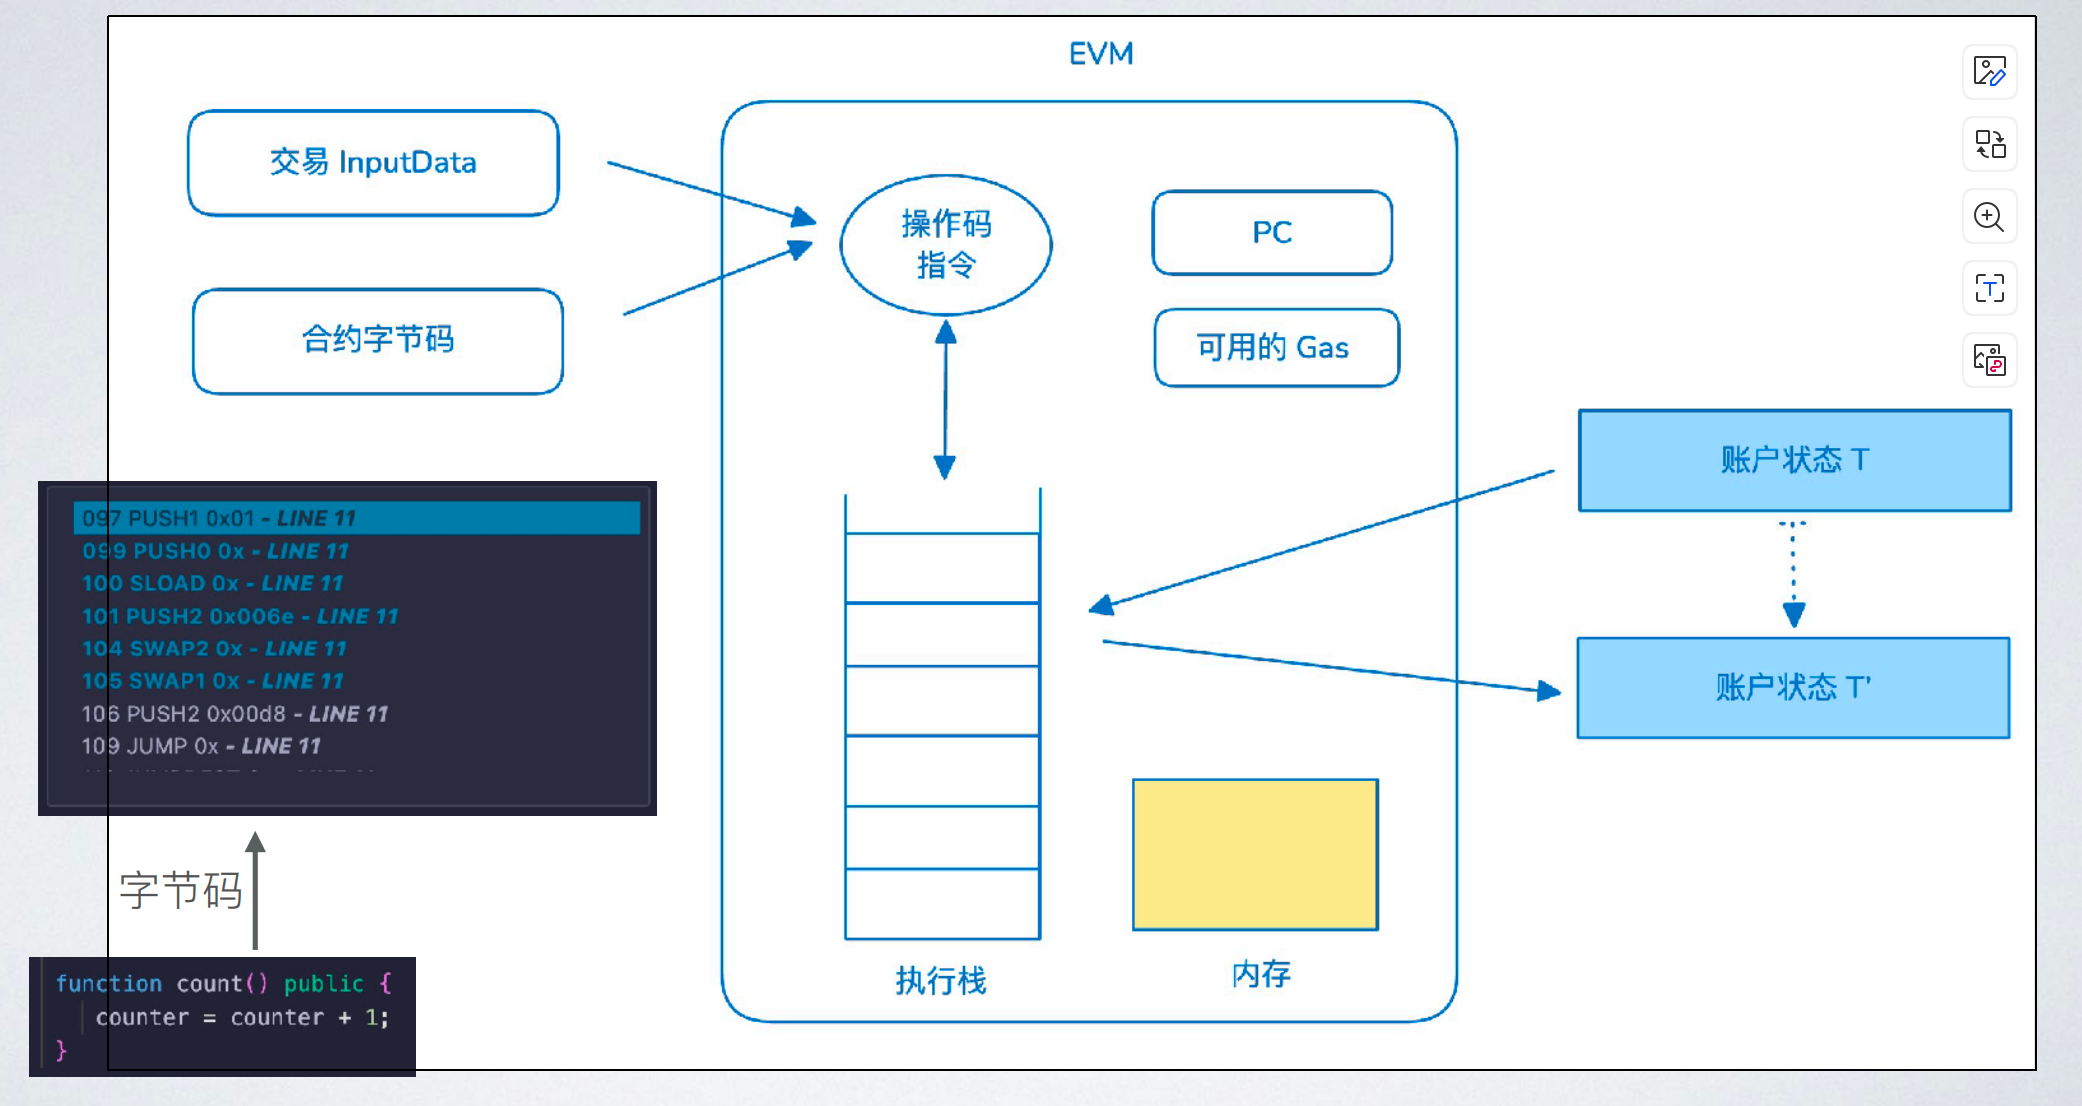 EVM
交易 InputData
合约字节码
操作码
指令
PC
可用的 Gas
账户状态 T
账户状态 T'
执行栈
内存
097 PUSH1 0x01 - LINE 11
099 PUSH0 0x - LINE 11
100 SLOAD 0x - LINE 11
101 PUSH2 0x006e - LINE 11
104 SWAP2 0x - LINE 11
105 SWAP1 0x - LINE 11
106 PUSH2 0x00d8 - LINE 11
109 JUMP 0x - LINE 11
字节码
function count() public {
counter = counter + 1;
}